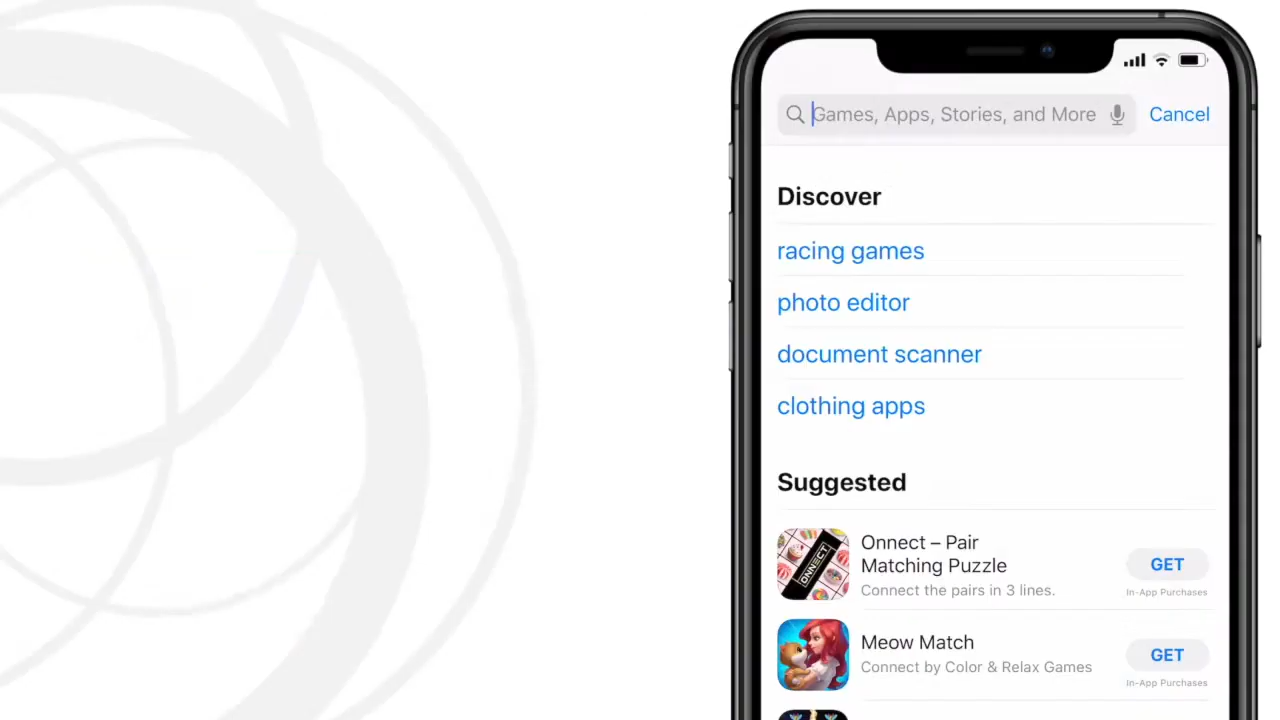 Games, Apps, Stories, and More
Cancel
Discover
racing games
photo editor
document scanner
clothing apps
Suggested
ONNECT
Onnect – Pair
Matching Puzzle
Connect the pairs in 3 lines.
GET
In-App Purchases
Meow Match
Connect by Color & Relax Games
GET
In-App Purchases